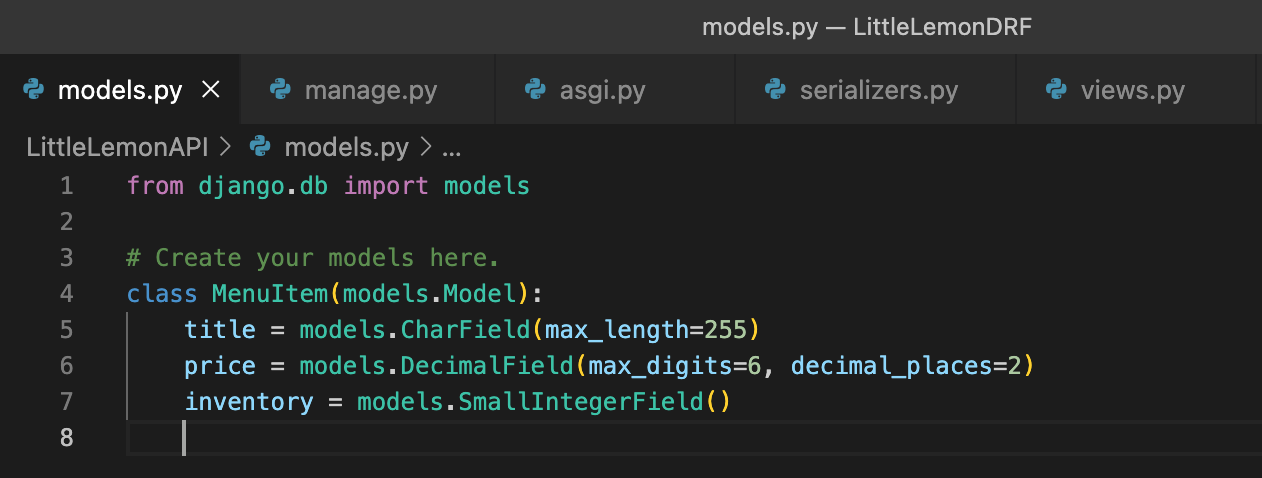 models.py — LittleLemonDRF
models.py manage.py asgi.py serializers.py views.py
LittleLemonAPI > models.py > ...
1 from django.db import models
2
3 # Create your models here.
4 class MenuItem(models.Model):
5     title = models.CharField(max_length=255)
6     price = models.DecimalField(max_digits=6, decimal_places=2)
7     inventory = models.SmallIntegerField()
8